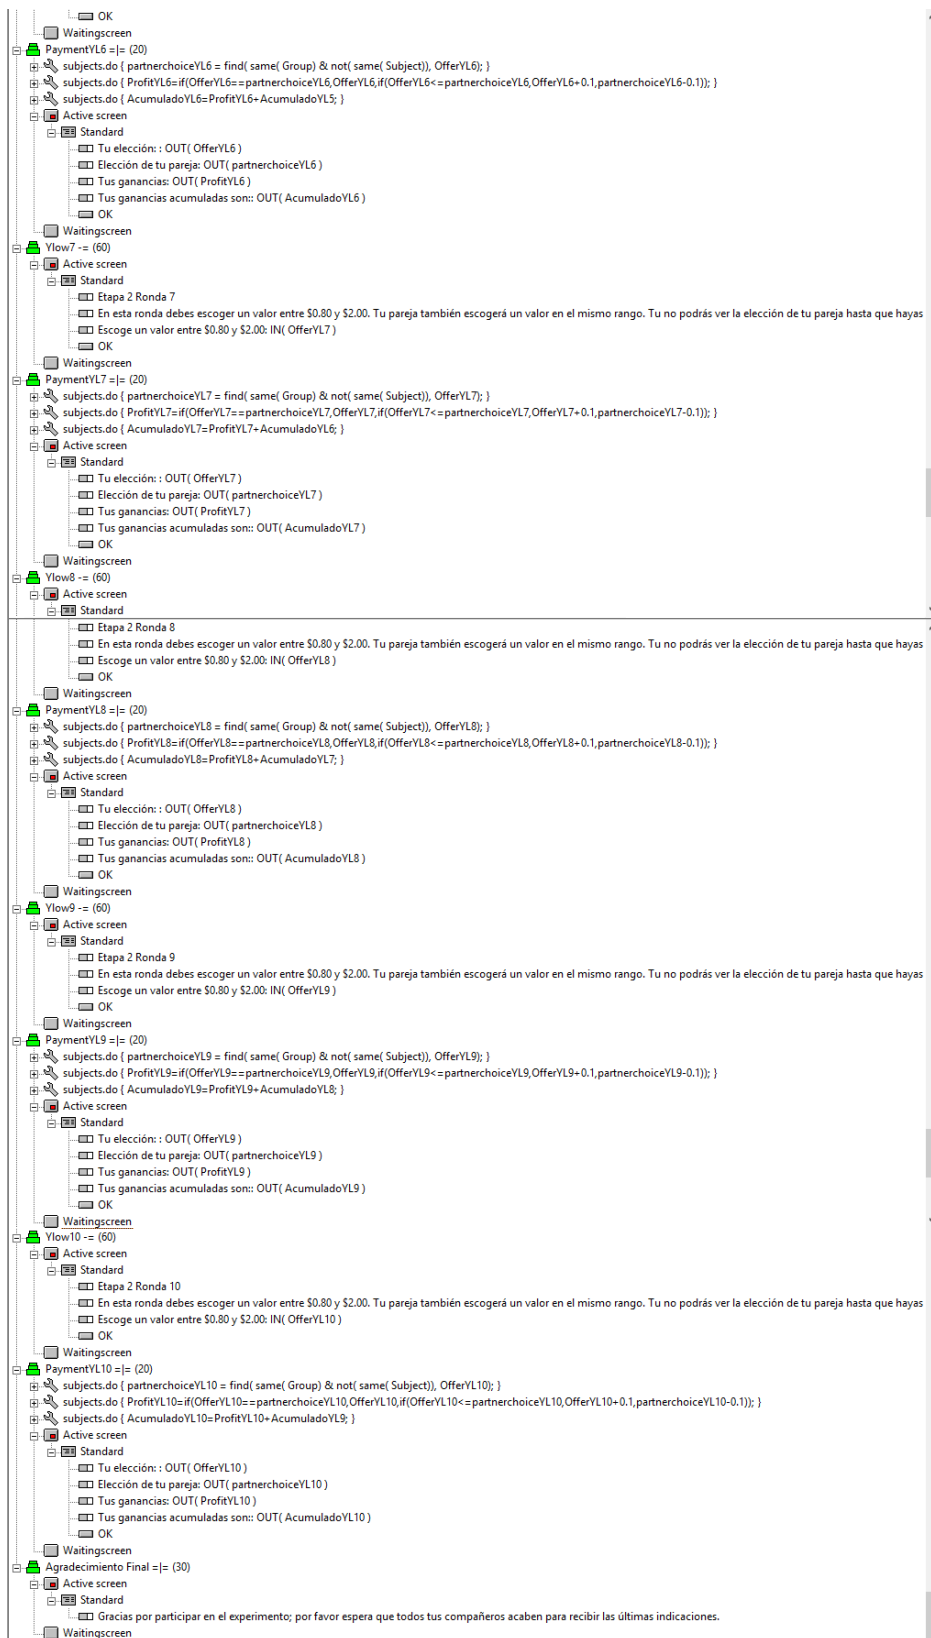 OK
Waitingscreen
PaymentYL6 =|= (20)
subjects.do { partnerchoiceYL6 = find( same( Group) & not( same( Subject)), OfferYL6); }
subjects.do { ProfitYL6=if(OfferYL6==partnerchoiceYL6,OfferYL6,if(OfferYL6<=partnerchoiceYL6,OfferYL6+0.1,partnerchoiceYL6-0.1)); }
subjects.do { AcumuladoYL6=ProfitYL6+AcumuladoYL5; }
Active screen
Standard
Tu elección: : OUT( OfferYL6 )
Elección de tu pareja: OUT( partnerchoiceYL6 )
Tus ganancias: OUT( ProfitYL6 )
Tus ganancias acumuladas son:: OUT( AcumuladoYL6 )
OK
Waitingscreen
Ylow7 -= (60)
Active screen
Standard
Etapa 2 Ronda 7
En esta ronda debes escoger un valor entre $0.80 y $2.00. Tu pareja también escogerá un valor en el mismo rango. Tu no podrás ver la elección de tu pareja hasta que hayas
Escoge un valor entre $0.80 y $2.00: IN( OfferYL7 )
OK
Waitingscreen
PaymentYL7 =|= (20)
subjects.do { partnerchoiceYL7 = find( same( Group) & not( same( Subject)), OfferYL7); }
subjects.do { ProfitYL7=if(OfferYL7==partnerchoiceYL7,OfferYL7,if(OfferYL7<=partnerchoiceYL7,OfferYL7+0.1,partnerchoiceYL7-0.1)); }
subjects.do { AcumuladoYL7=ProfitYL7+AcumuladoYL6; }
Active screen
Standard
Tu elección: : OUT( OfferYL7 )
Elección de tu pareja: OUT( partnerchoiceYL7 )
Tus ganancias: OUT( ProfitYL7 )
Tus ganancias acumuladas son:: OUT( AcumuladoYL7 )
OK
Waitingscreen
Ylow8 -= (60)
Active screen
Standard
Etapa 2 Ronda 8
En esta ronda debes escoger un valor entre $0.80 y $2.00. Tu pareja también escogerá un valor en el mismo rango. Tu no podrás ver la elección de tu pareja hasta que hayas
Escoge un valor entre $0.80 y $2.00: IN( OfferYL8 )
OK
Waitingscreen
PaymentYL8 =|= (20)
subjects.do { partnerchoiceYL8 = find( same( Group) & not( same( Subject)), OfferYL8); }
subjects.do { ProfitYL8=if(OfferYL8==partnerchoiceYL8,OfferYL8,if(OfferYL8<=partnerchoiceYL8,OfferYL8+0.1,partnerchoiceYL8-0.1)); }
subjects.do { AcumuladoYL8=ProfitYL8+AcumuladoYL7; }
Active screen
Standard
Tu elección: : OUT( OfferYL8 )
Elección de tu pareja: OUT( partnerchoiceYL8 )
Tus ganancias: OUT( ProfitYL8 )
Tus ganancias acumuladas son:: OUT( AcumuladoYL8 )
OK
Waitingscreen
Ylow9 -= (60)
Active screen
Standard
Etapa 2 Ronda 9
En esta ronda debes escoger un valor entre $0.80 y $2.00. Tu pareja también escogerá un valor en el mismo rango. Tu no podrás ver la elección de tu pareja hasta que hayas
Escoge un valor entre $0.80 y $2.00: IN( OfferYL9 )
OK
Waitingscreen
PaymentYL9 =|= (20)
subjects.do { partnerchoiceYL9 = find( same( Group) & not( same( Subject)), OfferYL9); }
subjects.do { ProfitYL9=if(OfferYL9==partnerchoiceYL9,OfferYL9,if(OfferYL9<=partnerchoiceYL9,OfferYL9+0.1,partnerchoiceYL9-0.1)); }
subjects.do { AcumuladoYL9=ProfitYL9+AcumuladoYL8; }
Active screen
Standard
Tu elección: : OUT( OfferYL9 )
Elección de tu pareja: OUT( partnerchoiceYL9 )
Tus ganancias: OUT( ProfitYL9 )
Tus ganancias acumuladas son:: OUT( AcumuladoYL9 )
OK
Waitingscreen
Ylow10 -= (60)
Active screen
Standard
Etapa 2 Ronda 10
En esta ronda debes escoger un valor entre $0.80 y $2.00. Tu pareja también escogerá un valor en el mismo rango. Tu no podrás ver la elección de tu pareja hasta que hayas
Escoge un valor entre $0.80 y $2.00: IN( OfferYL10 )
OK
Waitingscreen
PaymentYL10 =|= (20)
subjects.do { partnerchoiceYL10 = find( same( Group) & not( same( Subject)), OfferYL10); }
subjects.do { ProfitYL10=if(OfferYL10==partnerchoiceYL10,OfferYL10,if(OfferYL10<=partnerchoiceYL10,OfferYL10+0.1,partnerchoiceYL10-0.1)); }
subjects.do { AcumuladoYL10=ProfitYL10+AcumuladoYL9; }
Active screen
Standard
Tu elección: : OUT( OfferYL10 )
Elección de tu pareja: OUT( partnerchoiceYL10 )
Tus ganancias: OUT( ProfitYL10 )
Tus ganancias acumuladas son:: OUT( AcumuladoYL10 )
OK
Waitingscreen
Agradecimiento Final =|= (30)
Active screen
Standard
Gracias por participar en el experimento; por favor espera que todos tus compañeros acaben para recibir las últimas indicaciones.
Waitingscreen